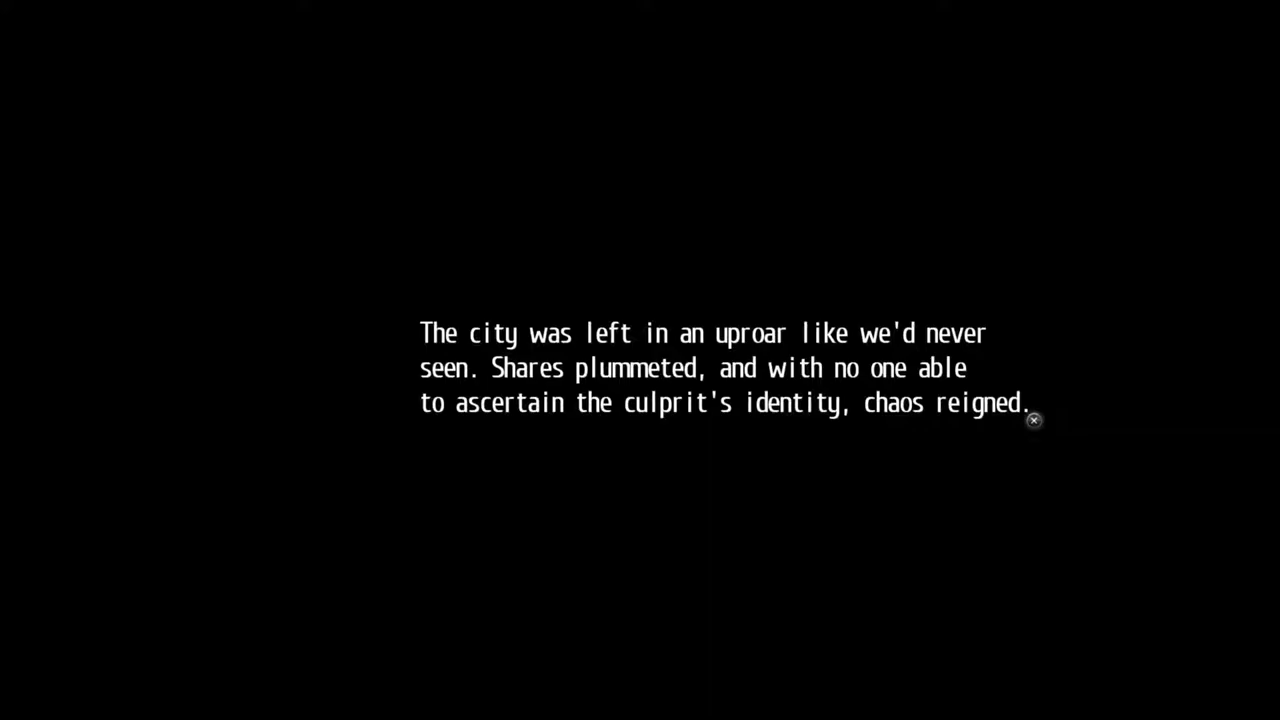 The city was left in an uproar like we'd never
seen. Shares plummeted, and with no one able
to ascertain the culprit's identity, chaos reigned.